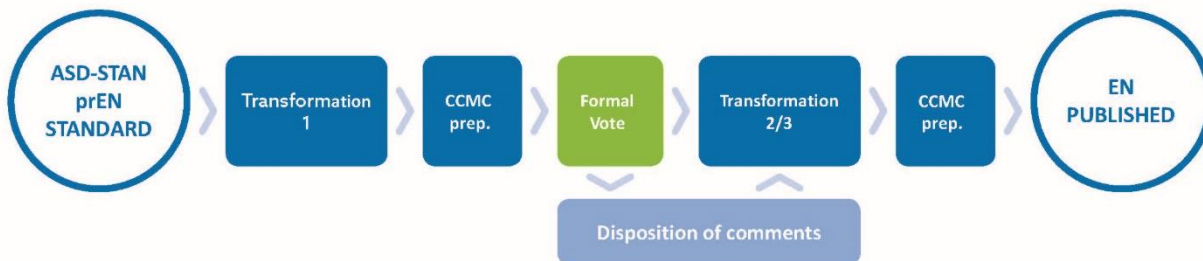 ASD-STAN
prEN
STANDARD
Transformation
1
CCMC
prep.
Formal
Vote
Transformation
2/3
CCMC
prep.
EN
PUBLISHED
Disposition of comments